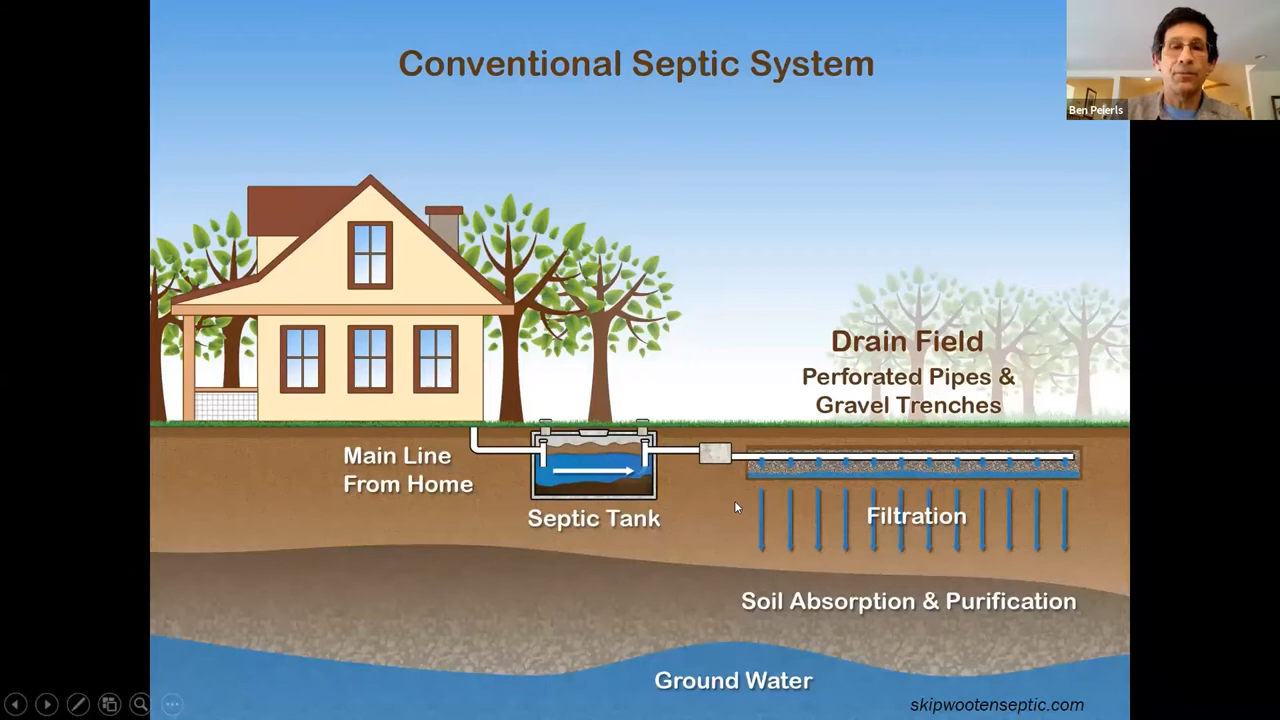 Conventional Septic System
Ben Peierls
Drain Field
Perforated Pipes &
Gravel Trenches
Main Line
From Home
Septic Tank
Filtration
Soil Absorption & Purification
Ground Water
skipwootenseptic.com